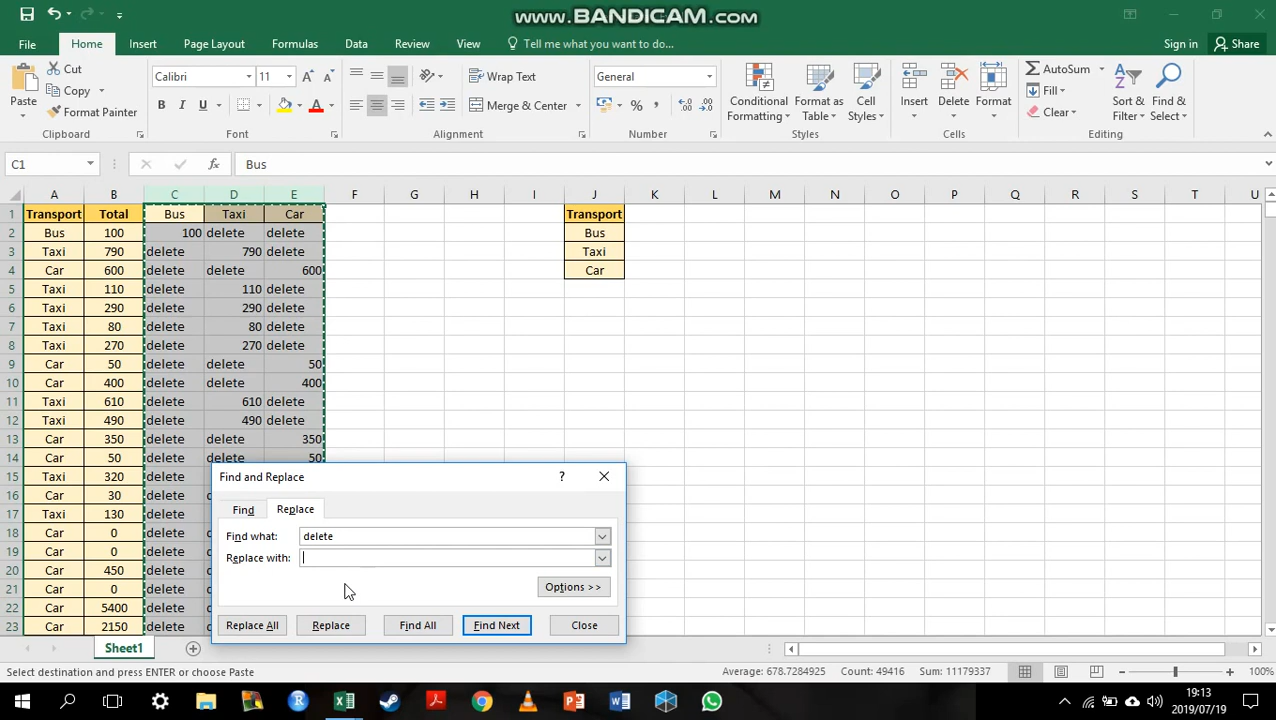 www.BANDICAM.com
File Home Insert Page Layout Formulas Data Review View Tell me what you want to do... Sign in Share
Cut
Copy
Format Painter
Paste
Calibri 11
B I U
Wrap Text
Merge & Center
General
Conditional Formatting
Format as Table
Cell Styles
Insert Delete Format
AutoSum
Fill
Clear
Sort & Filter
Find & Select
Clipboard Font Alignment Number Styles Cells Editing
C1 fx Bus
A B C D E F G H I J K L M N O P Q R S T U
1 Transport Total Bus Taxi Car Transport
2 Bus 100 100 delete delete Bus
3 Taxi 790 delete 790 delete Taxi
4 Car 600 delete delete 600 Car
5 Taxi 110 delete 110 delete
6 Taxi 290 delete 290 delete
7 Taxi 80 delete 80 delete
8 Taxi 270 delete 270 delete
9 Car 50 delete delete 50
10 Car 400 delete delete 400
11 Taxi 610 delete 610 delete
12 Taxi 490 delete 490 delete
13 Car 350 delete delete 350
14 Car 50 delete delete 50
15 Taxi 320 delete
16 Car 30 delete
17 Taxi 130 delete
18 Car 0 delete
19 Car 0 delete
20 Car 450 delete
21 Car 0 delete
22 Car 5400 delete
23 Car 2150 delete
Find and Replace ?
Find Replace
Find what: delete
Replace with:
Options >>
Replace All Replace Find All Find Next Close
Sheet1
Select destination and press ENTER or choose Paste Average: 678.7284925 Count: 49416 Sum: 11179337 100%
19:13
2019/07/19